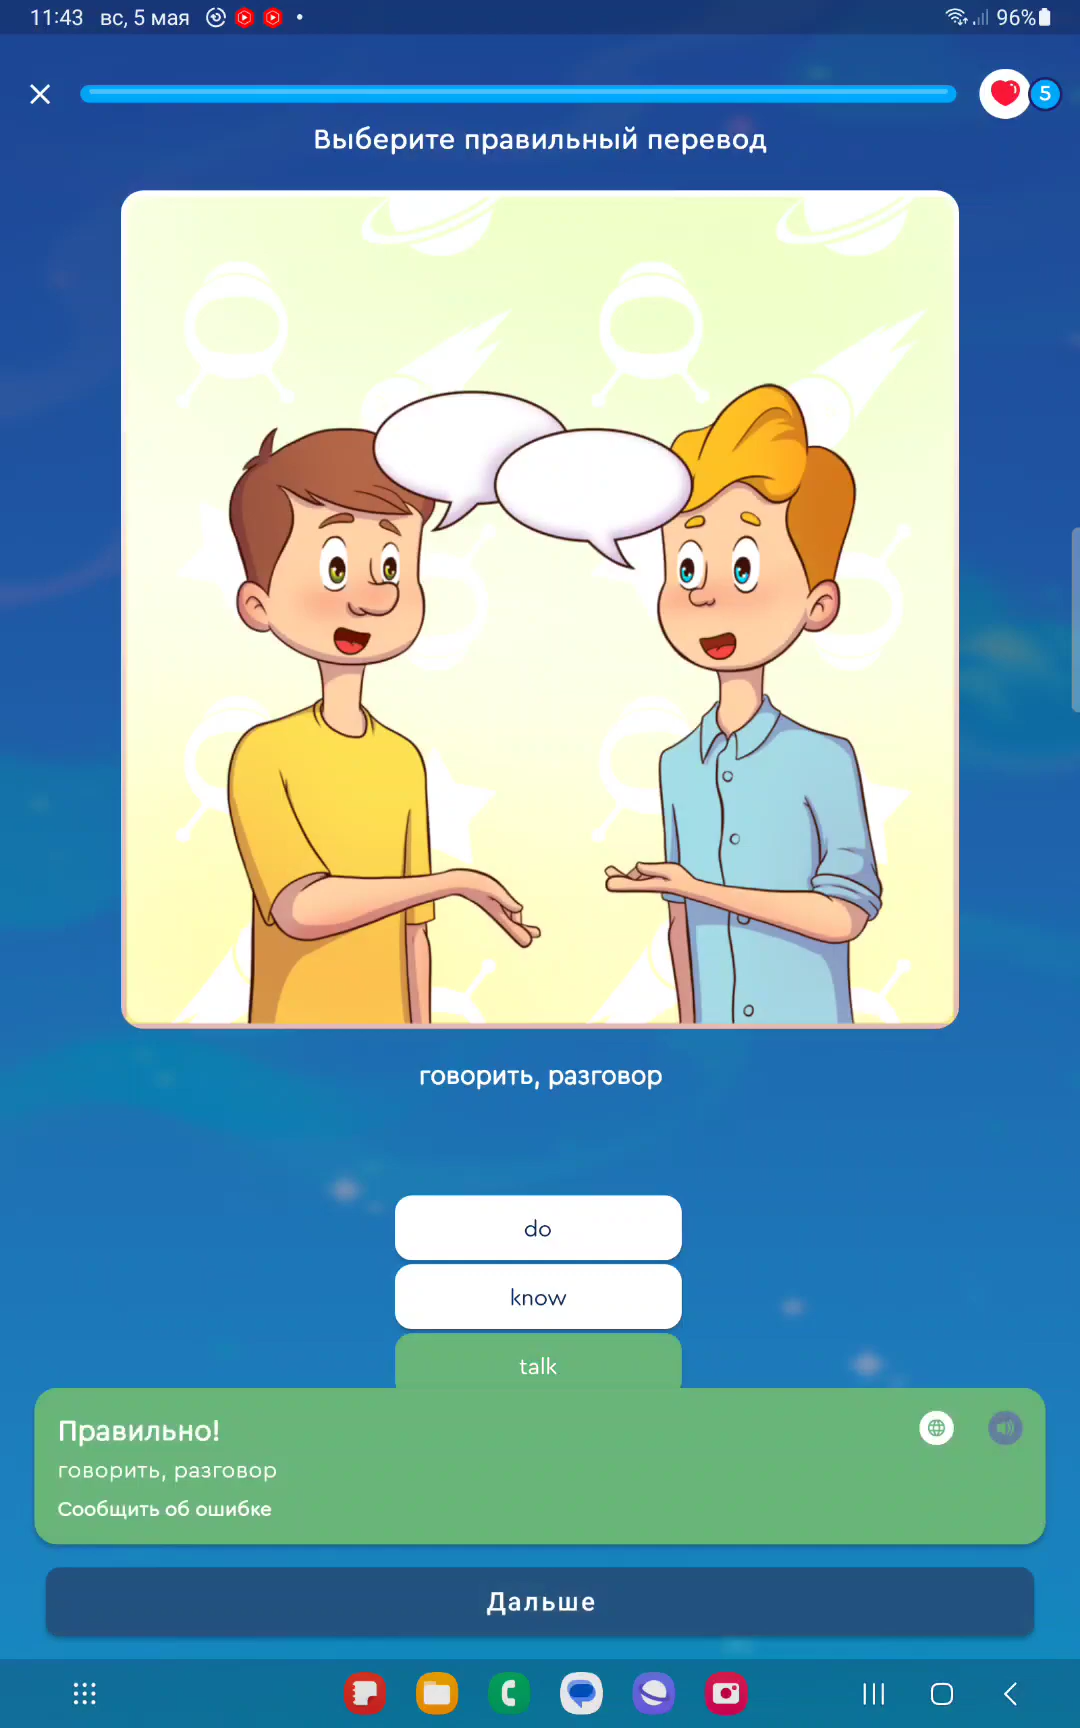 11:43 вс, 5 мая 96%
5
Выберите правильный перевод
говорить, разговор
do
know
talk
Правильно!
говорить, разговор
Сообщить об ошибке
Дальше